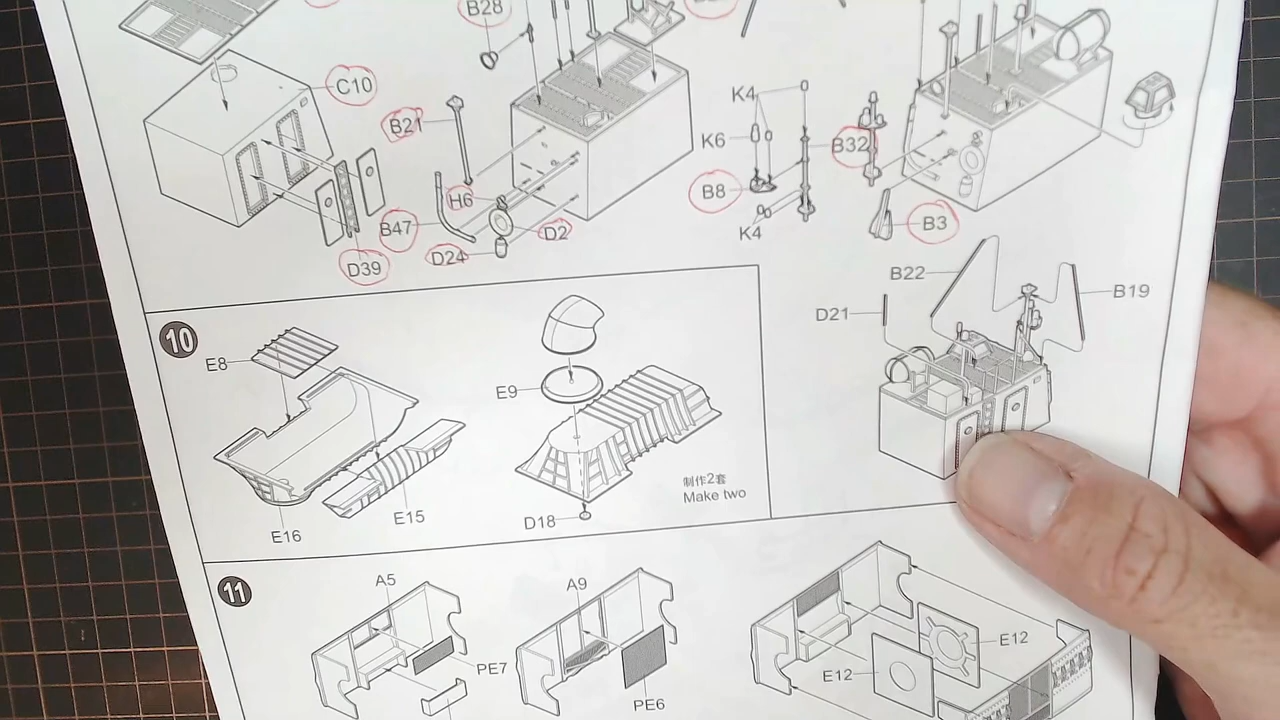 B28
C10
B21
K4
K6
B32
H6
B8
B47
D2
B3
D24
K4
D39
B22
B19
D21
10
E8
E9
制作2套
Make two
E15
D18
E16
11
A5
A9
E12
PE7
E12
PE6